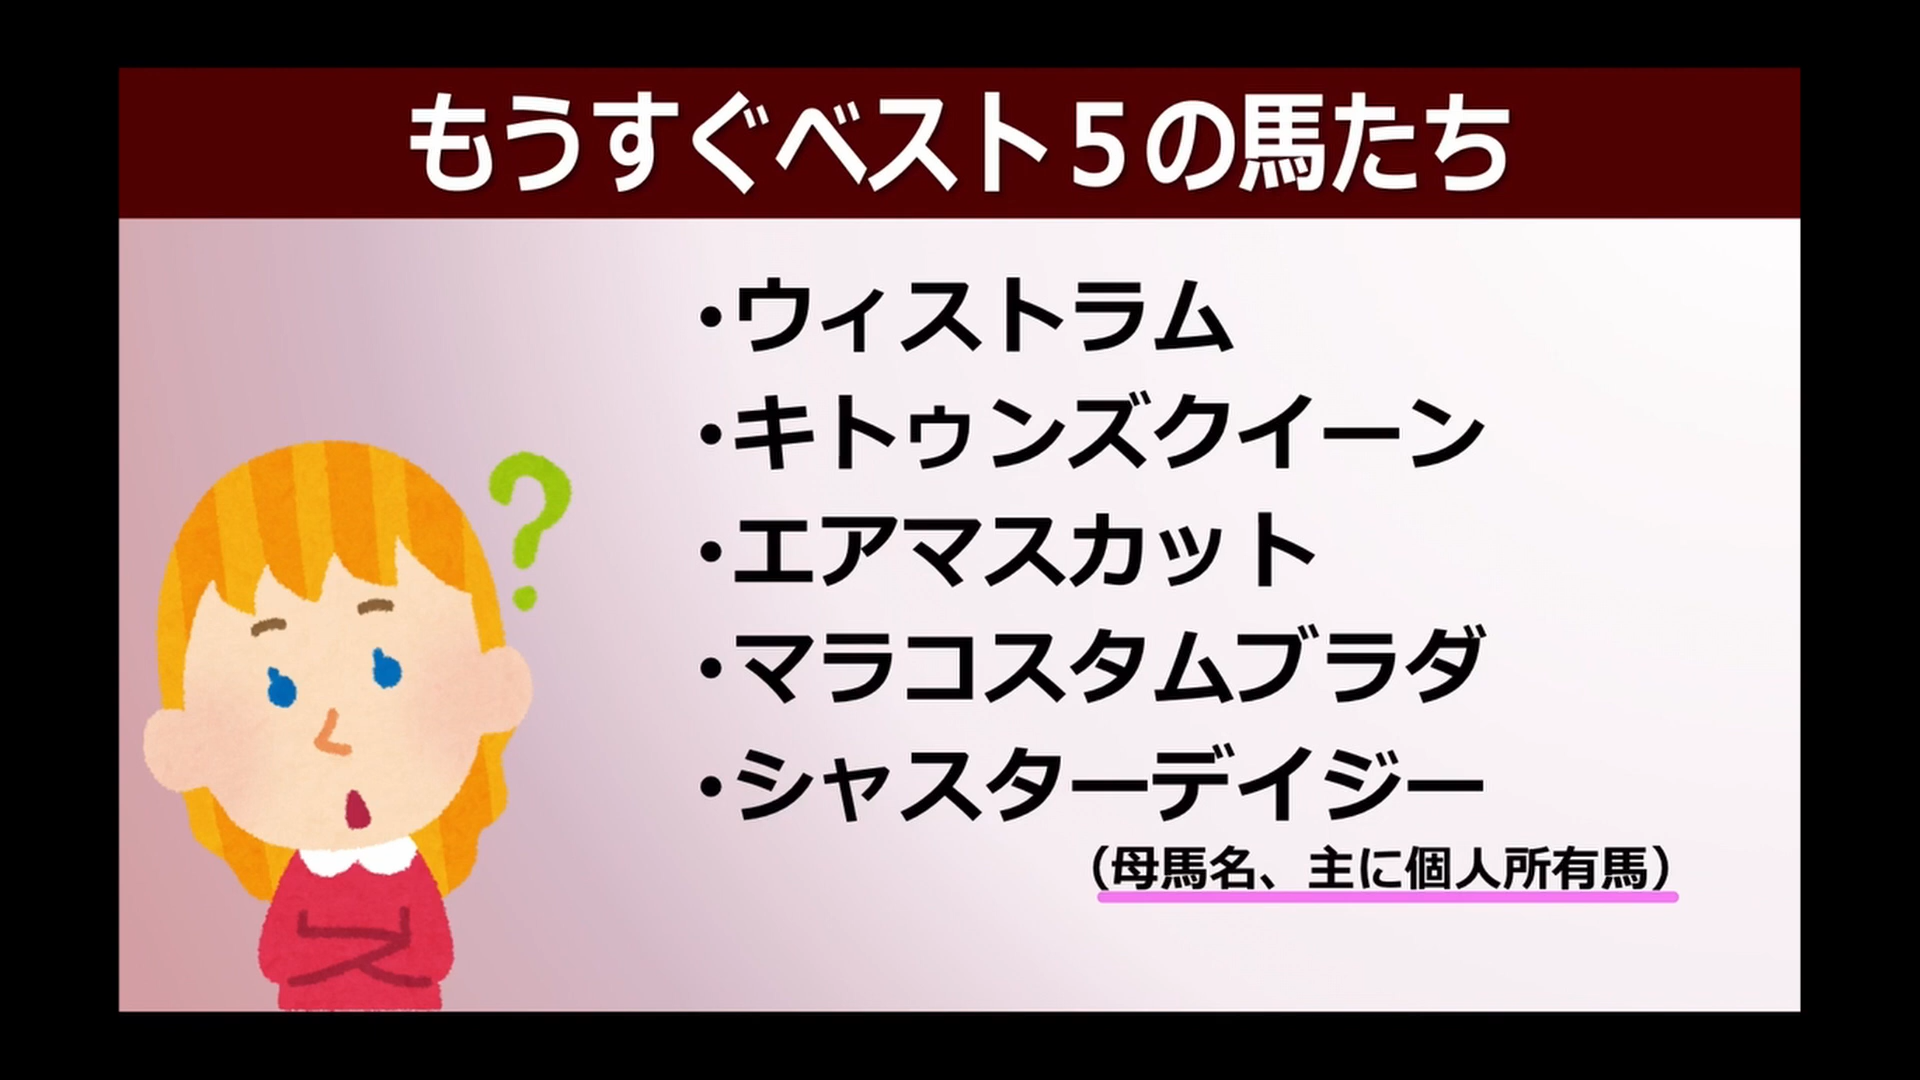 もうすぐベスト５の馬たち
・ウィストラム
・キトゥンズクイーン
・エアマスカット
・マラコスタムブラダ
・シャスターデイジー
（母馬名、主に個人所有馬）
?